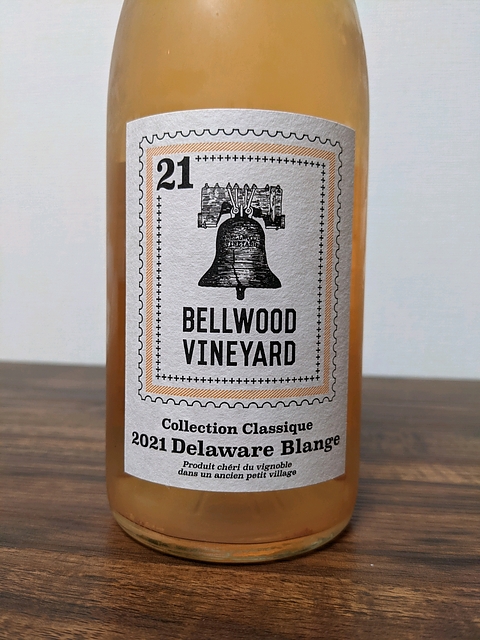 21
BELLWOOD
VINEYARD
Collection Classique
2021 Delaware Blange
Produit chéri du vignoble
dans un ancien petit village